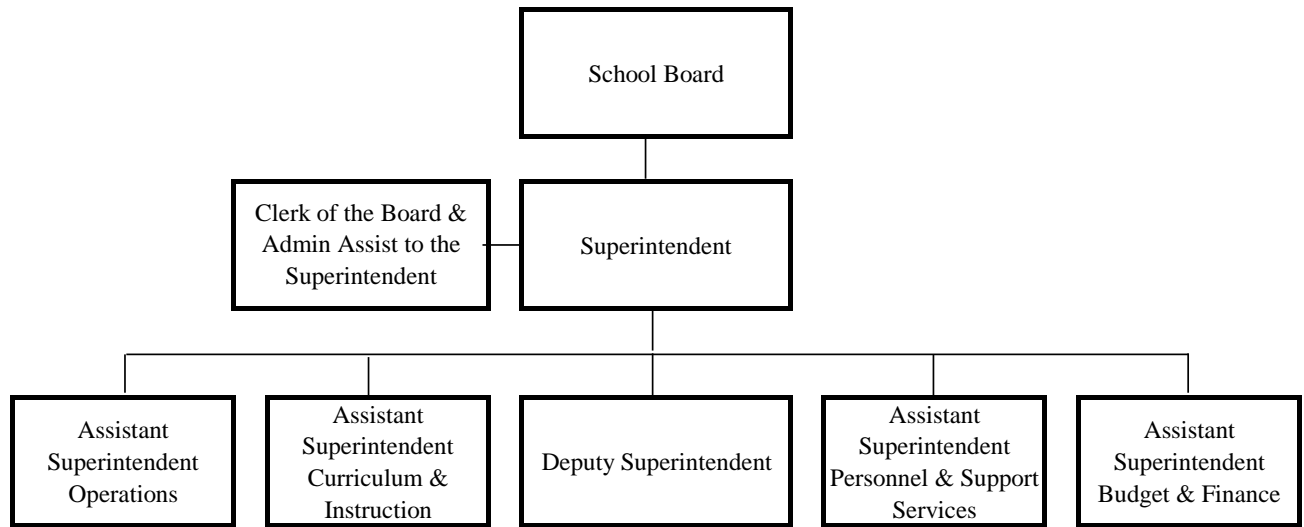 School Board
Clerk of the Board &
Admin Assist to the
Superintendent
Superintendent
Assistant
Superintendent
Operations
Assistant
Superintendent
Curriculum &
Instruction
Deputy Superintendent
Assistant
Superintendent
Personnel & Support
Services
Assistant
Superintendent
Budget & Finance